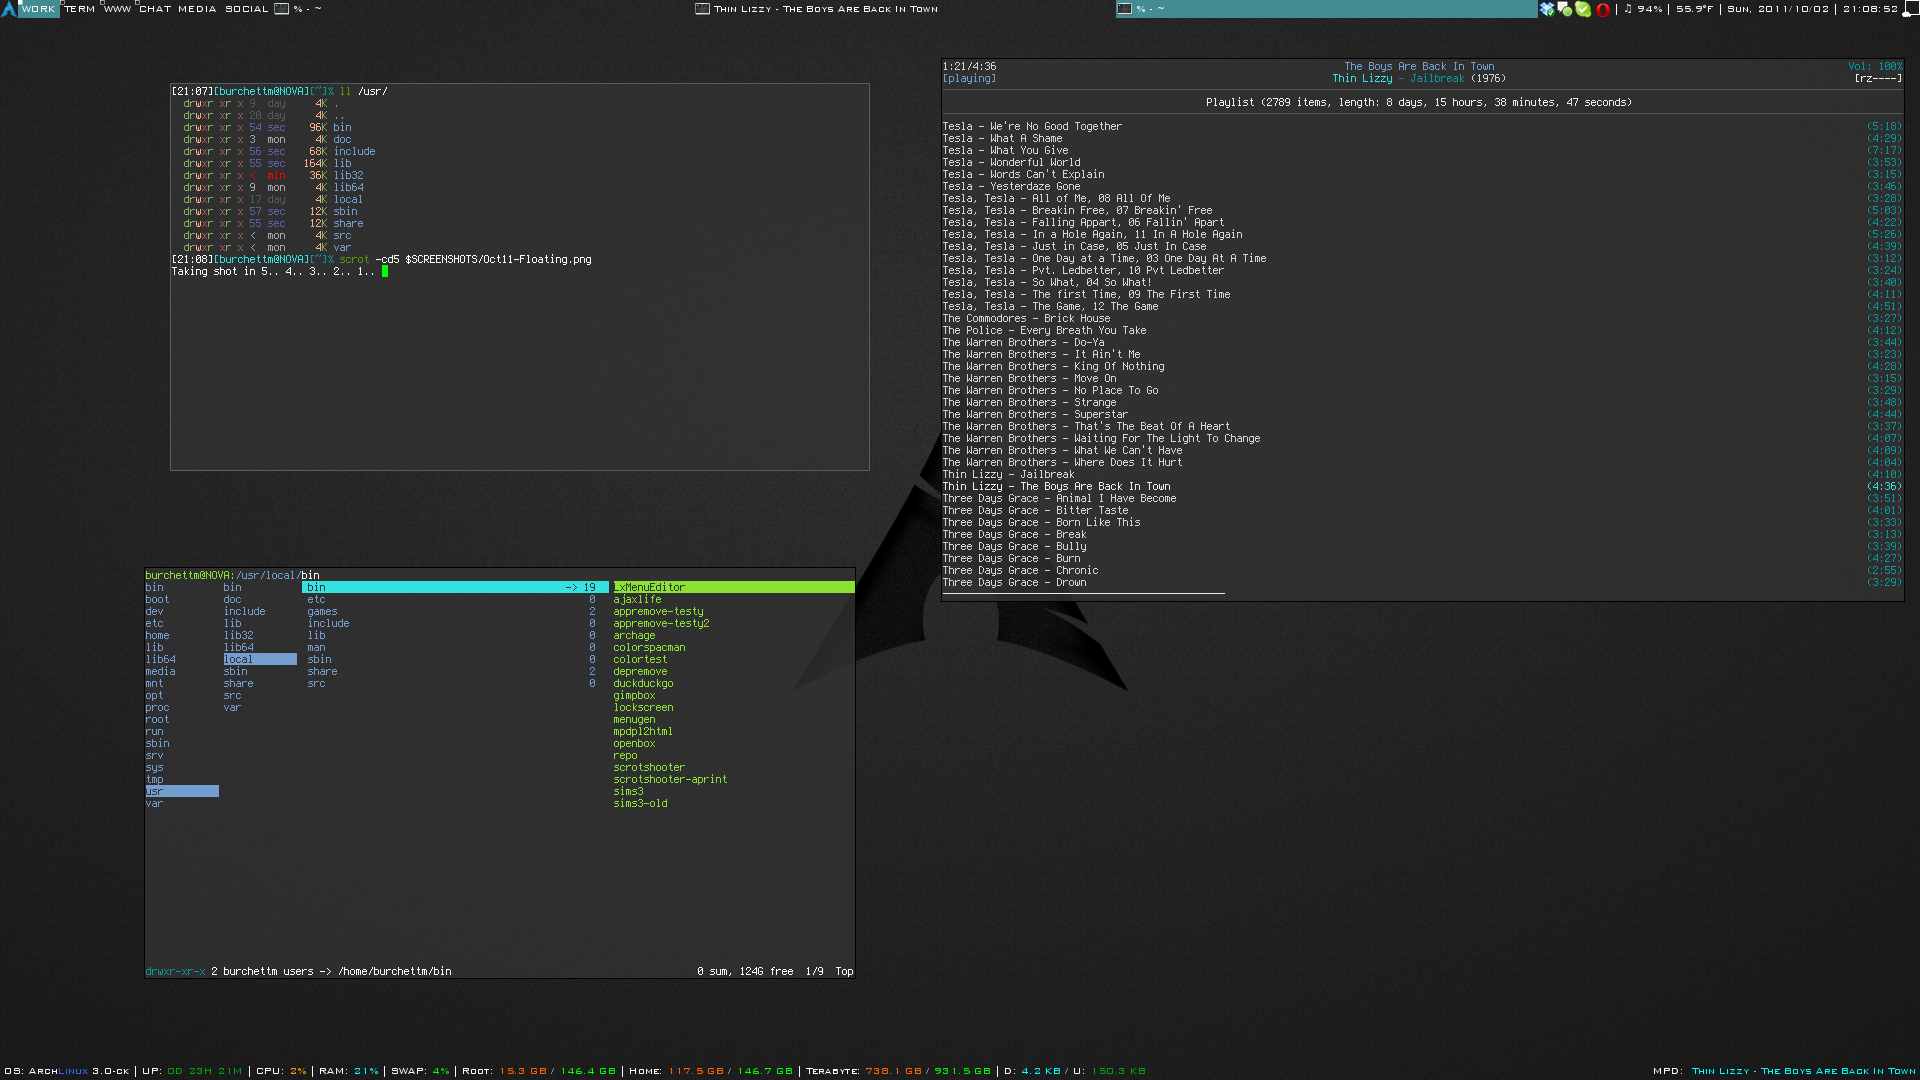 WORK TERM WWW CHAT MEDIA SOCIAL % - ~ Thin Lizzy - The Boys Are Back In Town % - ~ | ♫ 94% | 55.9°F | Sun, 2011/10/02 | 21:08:52
[21:07][burchettm@NOVA][~]% ll /usr/
drwxr xr x 9 day 4K .
drwxr xr x 20 day 4K ..
drwxr xr x 54 sec 96K bin
drwxr xr x 3 mon 4K doc
drwxr xr x 56 sec 68K include
drwxr xr x 55 sec 164K lib
drwxr xr x < min 36K lib32
drwxr xr x 9 mon 4K lib64
drwxr xr x 17 day 4K local
drwxr xr x 57 sec 12K sbin
drwxr xr x 55 sec 12K share
drwxr xr x < mon 4K src
drwxr xr x < mon 4K var
[21:08][burchettm@NOVA][~]% scrot -cd5 $SCREENSHOTS/Oct11-Floating.png
Taking shot in 5.. 4.. 3.. 2.. 1..
1:21/4:36 The Boys Are Back In Town Vol: 100%
[playing] Thin Lizzy - Jailbreak (1976) [rz----]
Playlist (2789 items, length: 8 days, 15 hours, 38 minutes, 47 seconds)
Tesla - We're No Good Together (5:18)
Tesla - What A Shame (4:29)
Tesla - What You Give (7:17)
Tesla - Wonderful World (3:53)
Tesla - Words Can't Explain (3:15)
Tesla - Yesterdaze Gone (3:46)
Tesla, Tesla - All of Me, 08 All Of Me (3:28)
Tesla, Tesla - Breakin Free, 07 Breakin' Free (5:03)
Tesla, Tesla - Falling Appart, 06 Fallin' Apart (4:22)
Tesla, Tesla - In a Hole Again, 11 In A Hole Again (5:26)
Tesla, Tesla - Just in Case, 05 Just In Case (4:39)
Tesla, Tesla - One Day at a Time, 03 One Day At A Time (3:12)
Tesla, Tesla - Pvt. Ledbetter, 10 Pvt Ledbetter (3:24)
Tesla, Tesla - So What, 04 So What! (3:40)
Tesla, Tesla - The first Time, 09 The First Time (4:11)
Tesla, Tesla - The Game, 12 The Game (4:51)
The Commodores - Brick House (3:27)
The Police - Every Breath You Take (4:12)
The Warren Brothers - Do-Ya (3:44)
The Warren Brothers - It Ain't Me (3:23)
The Warren Brothers - King Of Nothing (4:28)
The Warren Brothers - Move On (3:15)
The Warren Brothers - No Place To Go (3:29)
The Warren Brothers - Strange (3:48)
The Warren Brothers - Superstar (4:44)
The Warren Brothers - That's The Beat Of A Heart (3:37)
The Warren Brothers - Waiting For The Light To Change (4:07)
The Warren Brothers - What We Can't Have (4:09)
The Warren Brothers - Where Does It Hurt (4:04)
Thin Lizzy - Jailbreak (4:10)
Thin Lizzy - The Boys Are Back In Town (4:36)
Three Days Grace - Animal I Have Become (3:51)
Three Days Grace - Bitter Taste (4:01)
Three Days Grace - Born Like This (3:33)
Three Days Grace - Break (3:13)
Three Days Grace - Bully (3:39)
Three Days Grace - Burn (4:27)
Three Days Grace - Chronic (2:55)
Three Days Grace - Drown (3:29)
burchettm@NOVA:/usr/local/bin
bin bin bin -> 19 LxMenuEditor
boot doc etc 0 ajaxlife
dev include games 2 appremove-testy
etc lib include 0 appremove-testy2
home lib32 lib 0 archage
lib lib64 man 0 colorspacman
lib64 local sbin 0 colortest
media sbin share 2 depremove
mnt share src 0 duckduckgo
opt src gimpbox
proc var lockscreen
root menugen
run mpdpl2html
sbin openbox
srv repo
sys scrotshooter
tmp scrotshooter-aprint
usr sims3
var sims3-old
drwxr-xr-x 2 burchettm users -> /home/burchettm/bin 0 sum, 124G free 1/9 Top
OS: ArchLinux 3.0-ck | UP: 0D 23H 21M | CPU: 2% | RAM: 21% | SWAP: 4% | Root: 15.3 GB / 146.4 GB | Home: 117.5 GB / 146.7 GB | Terabyte: 738.1 GB / 931.5 GB | D: 4.2 KB / U: 150.3 KB MPD: Thin Lizzy - The Boys Are Back In Town